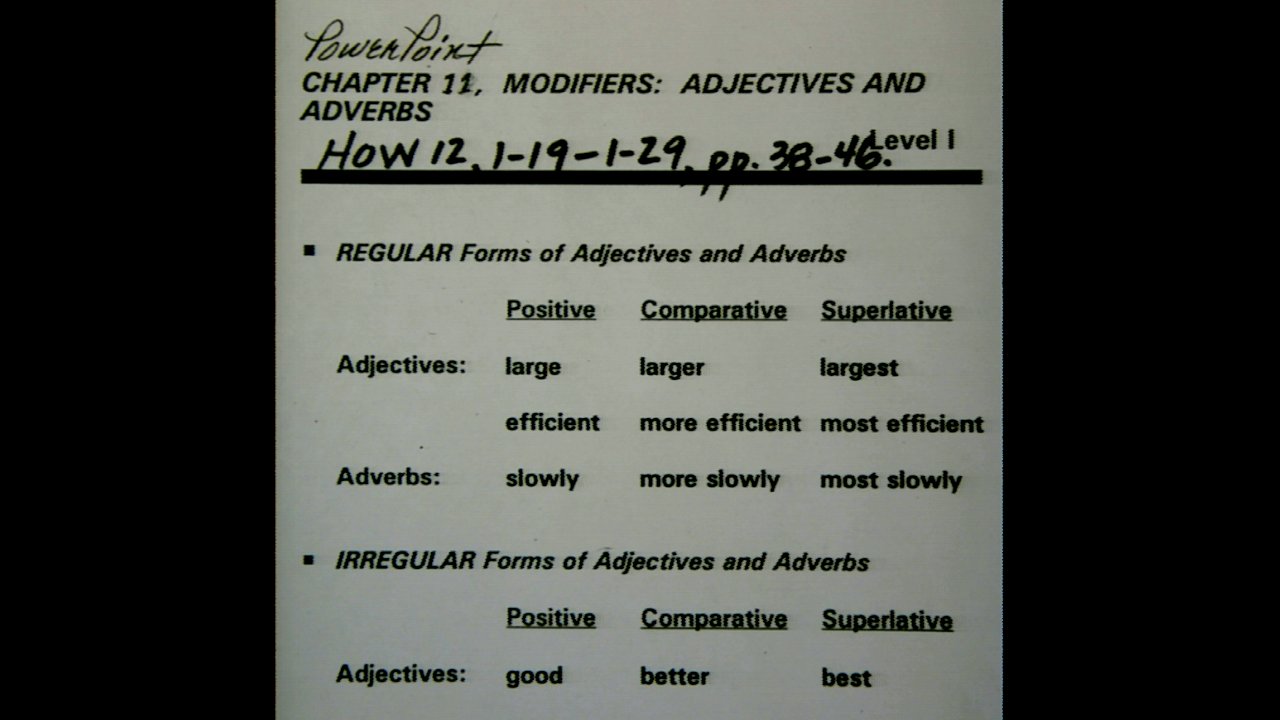 PowerPoint
CHAPTER 11, MODIFIERS: ADJECTIVES AND
ADVERBS
Level I
HOW 12, 1-19-1-29, pp. 38-46.
▪ REGULAR Forms of Adjectives and Adverbs
Positive Comparative Superlative
Adjectives: large larger largest
efficient more efficient most efficient
Adverbs: slowly more slowly most slowly
▪ IRREGULAR Forms of Adjectives and Adverbs
Positive Comparative Superlative
Adjectives: good better best